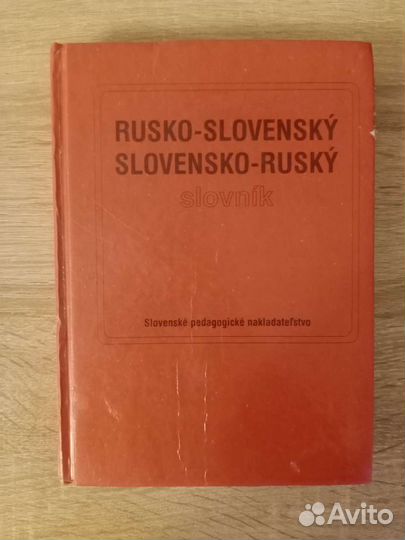 RUSKO-SLOVENSKÝ
SLOVENSKO-RUSKÝ
slovník
Slovenské pedagogické nakladateľstvo
Avito